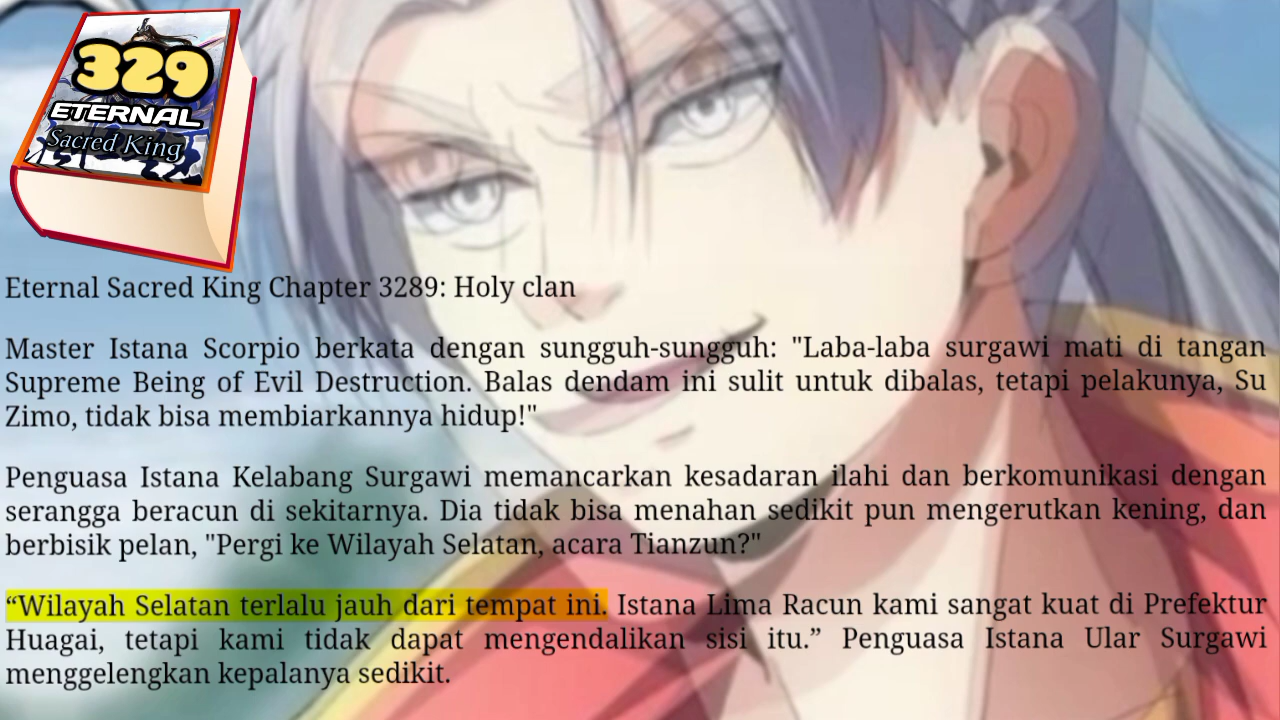 329
ETERNAL
Sacred King
Eternal Sacred King Chapter 3289: Holy clan
Master Istana Scorpio berkata dengan sungguh-sungguh: "Laba-laba surgawi mati di tangan
Supreme Being of Evil Destruction. Balas dendam ini sulit untuk dibalas, tetapi pelakunya, Su
Zimo, tidak bisa membiarkannya hidup!"
Penguasa Istana Kelabang Surgawi memancarkan kesadaran ilahi dan berkomunikasi dengan
serangga beracun di sekitarnya. Dia tidak bisa menahan sedikit pun mengerutkan kening, dan
berbisik pelan, "Pergi ke Wilayah Selatan, acara Tianzun?"
“Wilayah Selatan terlalu jauh dari tempat ini. Istana Lima Racun kami sangat kuat di Prefektur
Huagai, tetapi kami tidak dapat mengendalikan sisi itu.” Penguasa Istana Ular Surgawi
menggelengkan kepalanya sedikit.